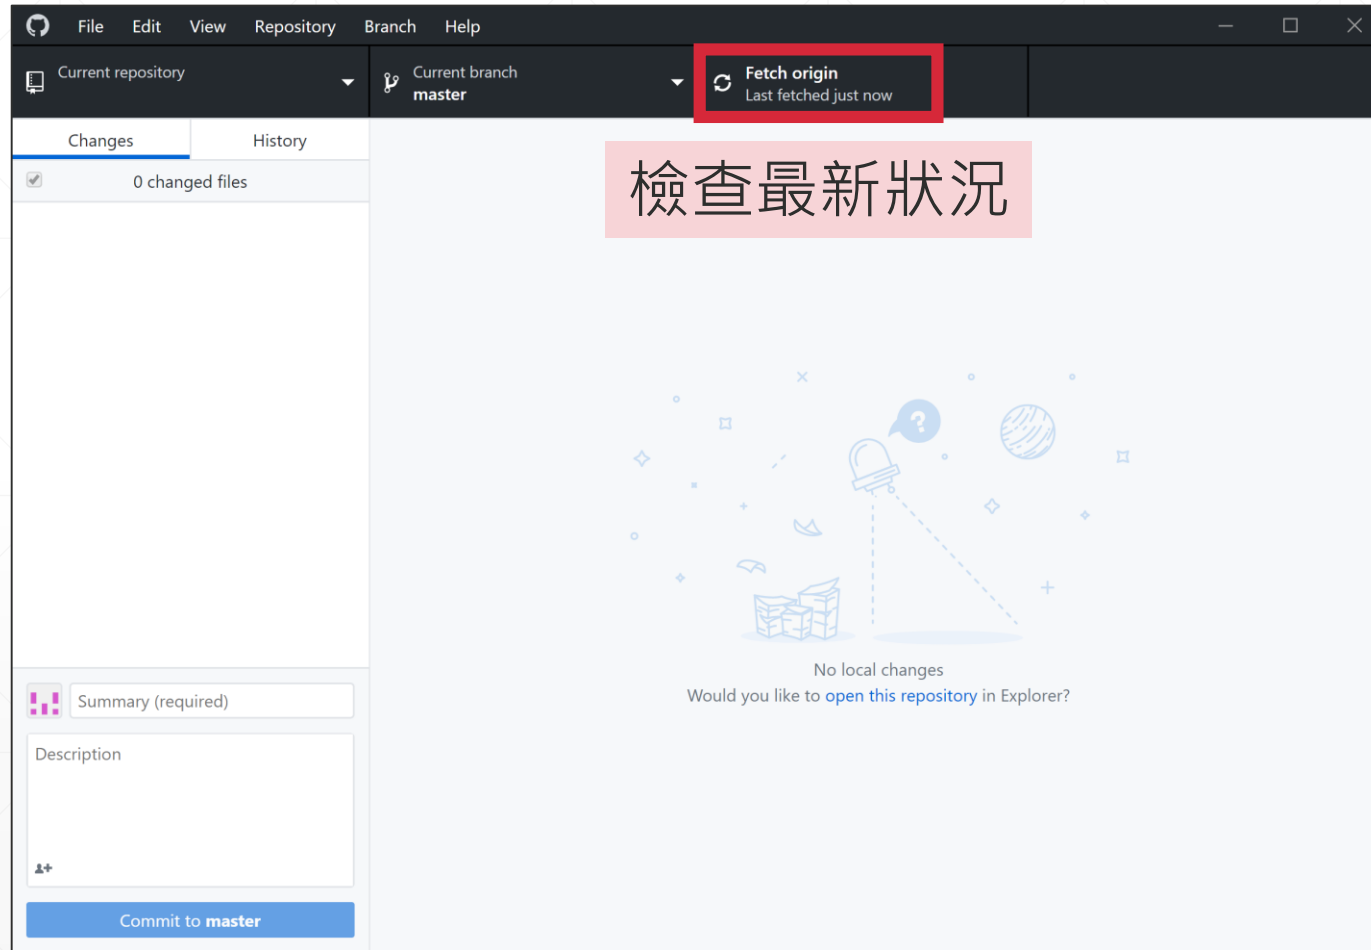 File Edit View Repository Branch Help
Current repository
Current branch
master
Fetch origin
Last fetched just now
Changes History
0 changed files
檢查最新狀況
?
No local changes
Would you like to open this repository in Explorer?
Summary (required)
Description
Commit to master